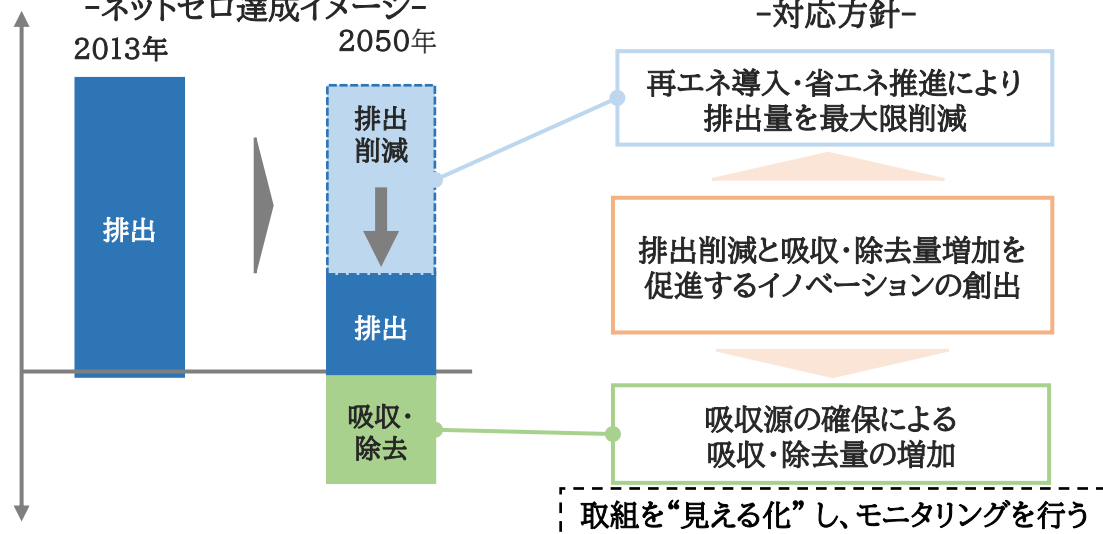 -ネットゼロ達成イメージ-
2013年
2050年
排出
排出
削減
排出
吸収・
除去
-対応方針-
再エネ導入・省エネ推進により
排出量を最大限削減
排出削減と吸収・除去量増加を
促進するイノベーションの創出
吸収源の確保による
吸収・除去量の増加
取組を“見える化”し、モニタリングを行う